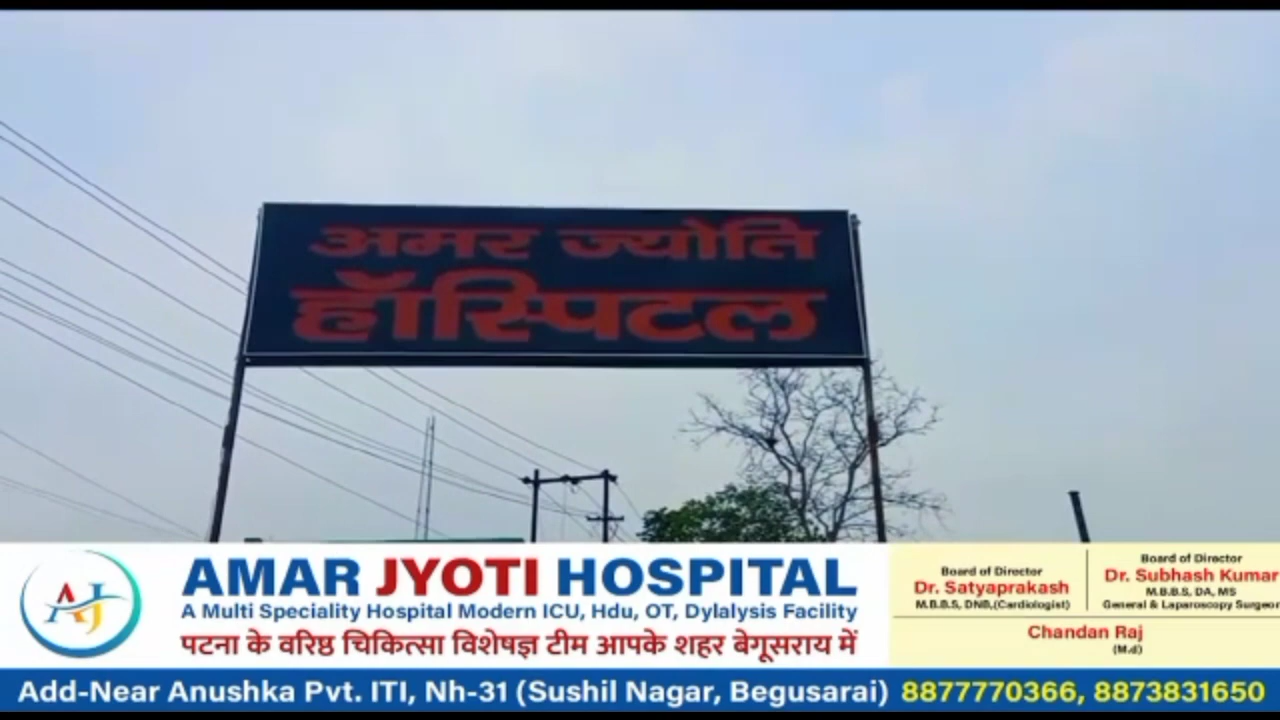 अमर ज्योति
हॉस्पिटल
AJ
AMAR JYOTI HOSPITAL
A Multi Speciality Hospital Modern ICU, Hdu, OT, Dylalysis Facility
पटना के वरिष्ठ चिकित्सा विशेषज्ञ टीम आपके शहर बेगूसराय में
Board of Director
Dr. Satyaprakash
M.B.B.S, DNB,(Cardiologist)
Board of Director
Dr. Subhash Kumar
M.B.B.S, DA, MS
General & Laparoscopy Surgeon
Chandan Raj
(M.d)
Add-Near Anushka Pvt. ITI, Nh-31 (Sushil Nagar, Begusarai) 8877770366, 8873831650